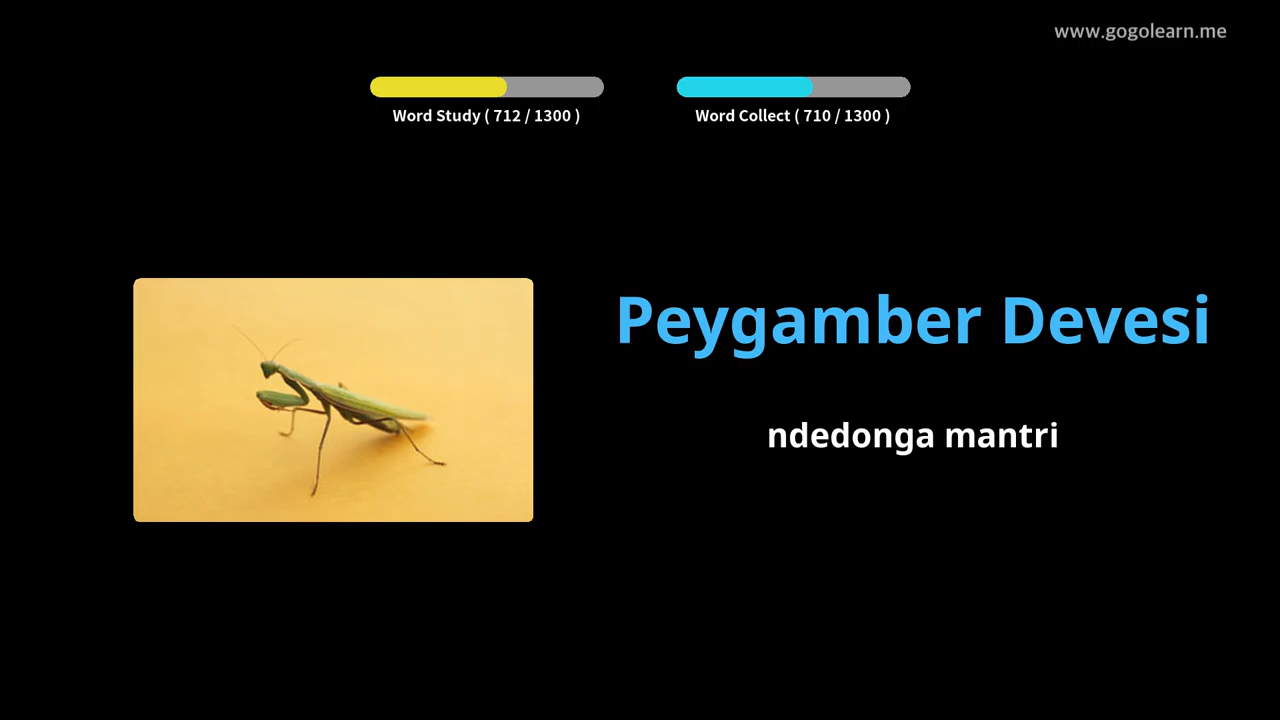 www.gogolearn.me
Word Study ( 712 / 1300 )
Word Collect ( 710 / 1300 )
Peygamber Devesi
ndedonga mantri